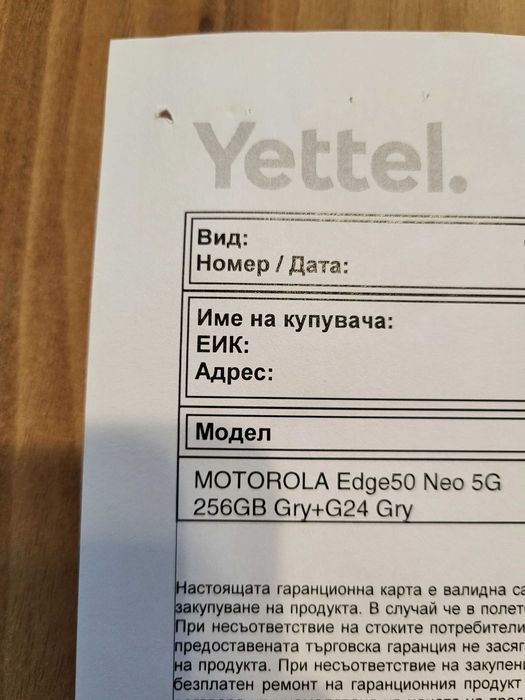 Yettel.
Вид:
Номер / Дата:
Име на купувача:
ЕИК:
Адрес:
Модел
MOTOROLA Edge50 Neo 5G
256GB Gry+G24 Gry
Настоящата гаранционна карта е валидна са
закупуване на продукта. В случай че в полет
При несъответствие на стоките потребители
предоставената търговска гаранция не засяг
на продукта. При несъответствие на закупен
безплатен ремонт на гаранционния продукт